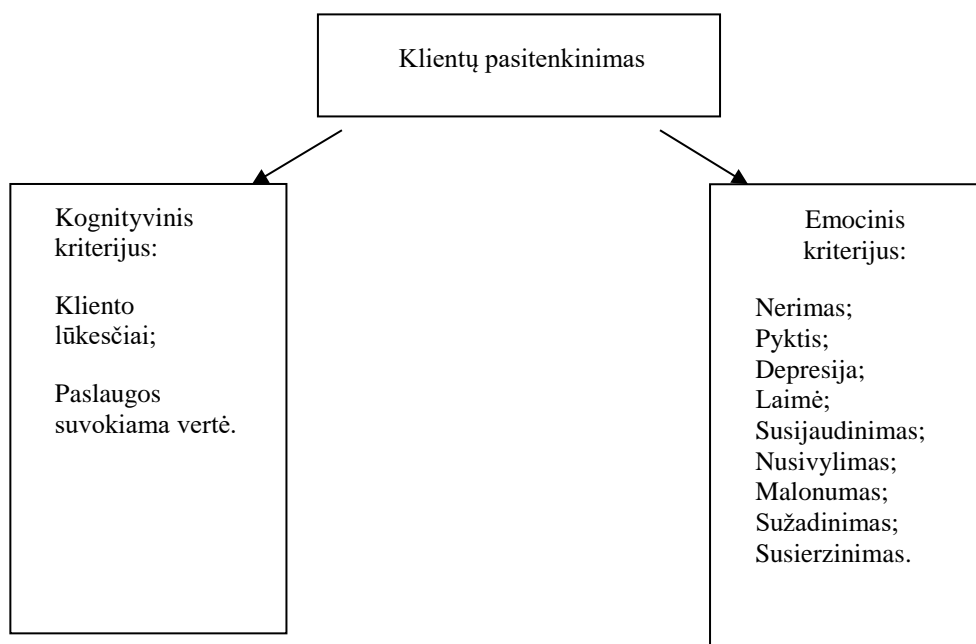 Klientų pasitenkinimas
Kognityvinis
kriterijus:
Kliento
lūkesčiai;
Paslaugos
suvokiama vertė.
Emocinis
kriterijus:
Nerimas;
Pyktis;
Depresija;
Laimė;
Susijaudinimas;
Nusivylimas;
Malonumas;
Sužadinimas;
Susierzinimas.